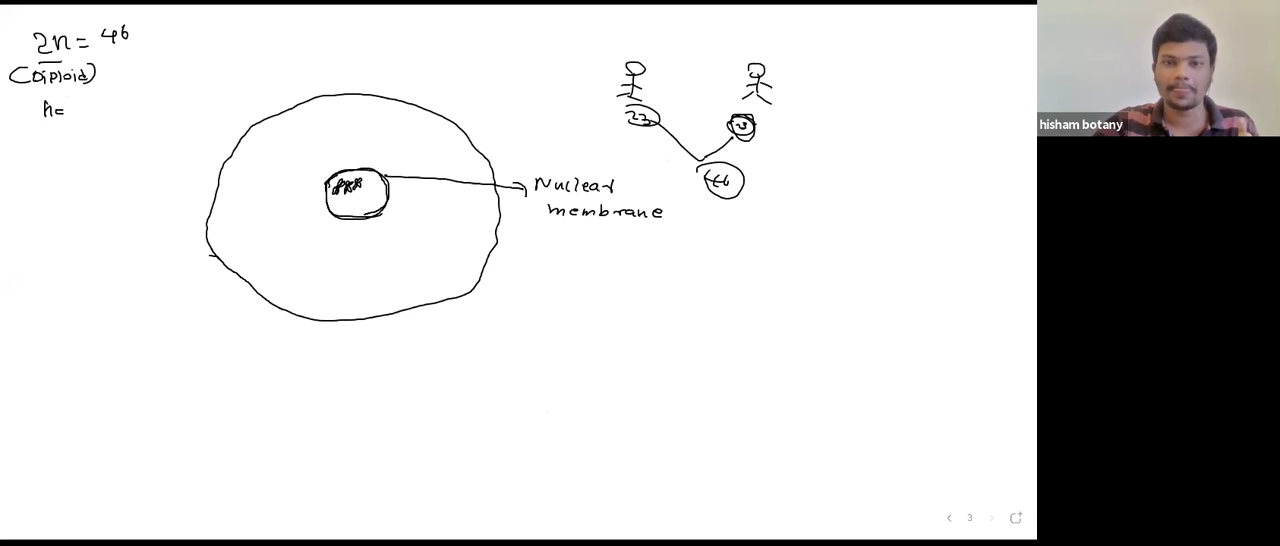 2n = 46
(Diploid)
n=
23
23
46
Nuclear
membrane
hisham botany
3